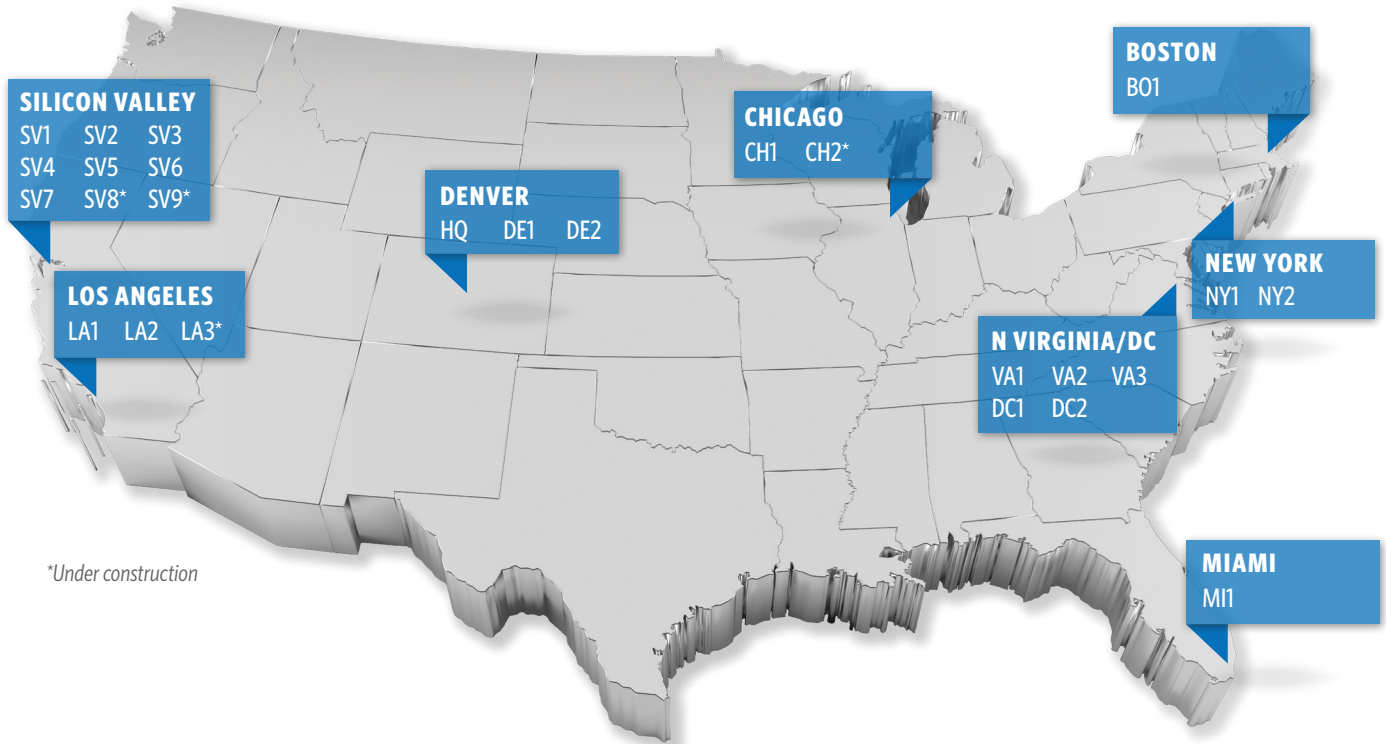 SILICON VALLEY
SV1 SV2 SV3
SV4 SV5 SV6
SV7 SV8* SV9*
LOS ANGELES
LA1 LA2 LA3*
DENVER
HQ DE1 DE2
CHICAGO
CH1 CH2*
BOSTON
BO1
NEW YORK
NY1 NY2
N VIRGINIA/DC
VA1 VA2 VA3
DC1 DC2
MIAMI
MI1
*Under construction